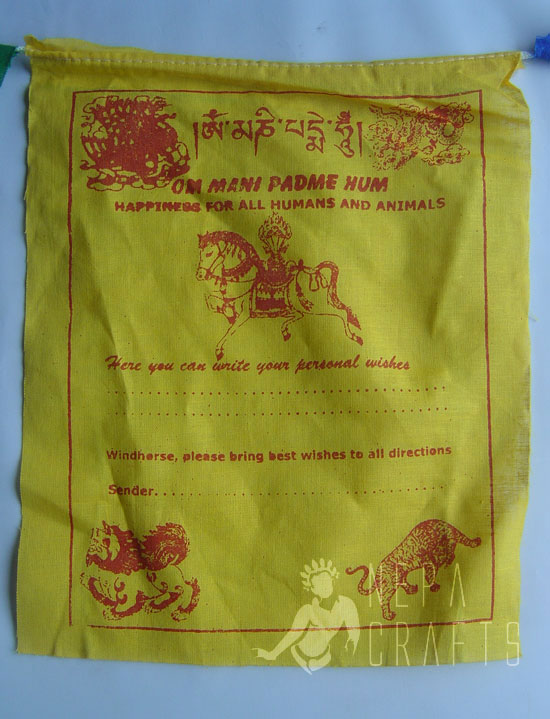 །ༀ་མཎི་པདྨེ་ཧཱུྃ།
OM MANI PADME HUM
HAPPINESS FOR ALL HUMANS AND ANIMALS
Here you can write your personal wishes
Windhorse, please bring best wishes to all directions
Sender
NEPA
CRAFTS